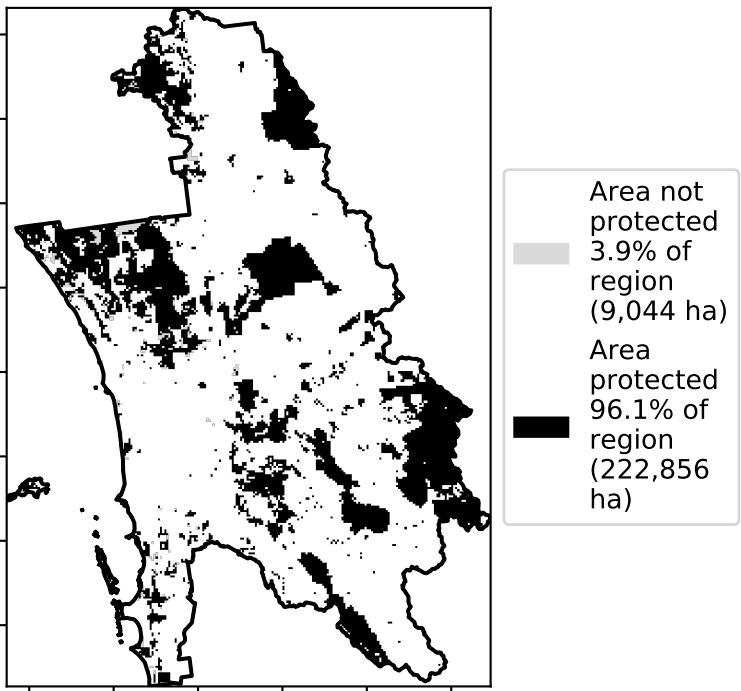 Area not
protected
3.9% of
region
(9,044 ha)
Area
protected
96.1% of
region
(222,856
ha)